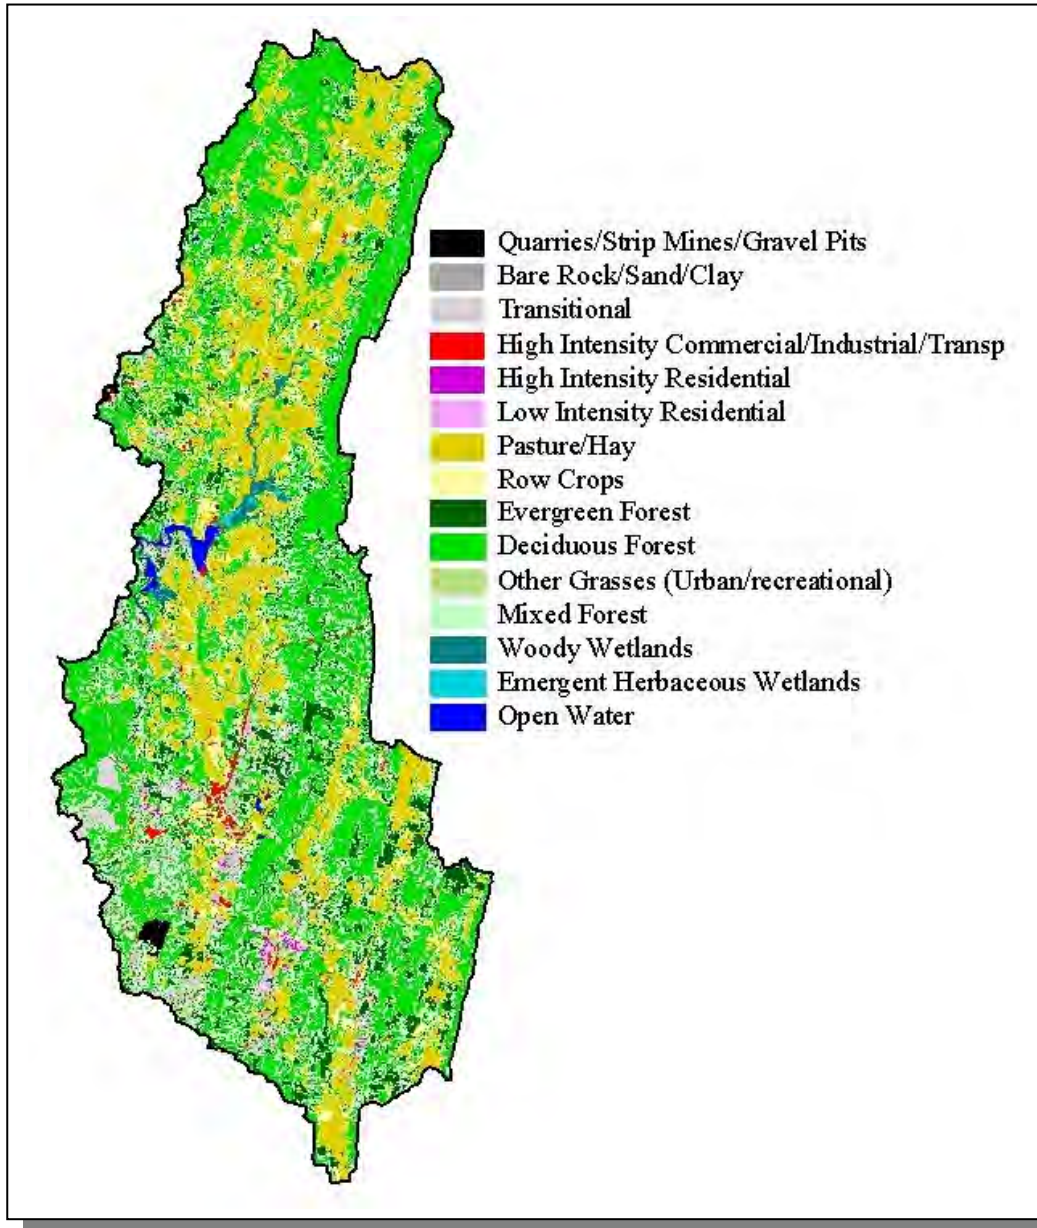 Quarries/Strip Mines/Gravel Pits
Bare Rock/Sand/Clay
Transitional
High Intensity Commercial/Industrial/Transp
High Intensity Residential
Low Intensity Residential
Pasture/Hay
Row Crops
Evergreen Forest
Deciduous Forest
Other Grasses (Urban/recreational)
Mixed Forest
Woody Wetlands
Emergent Herbaceous Wetlands
Open Water